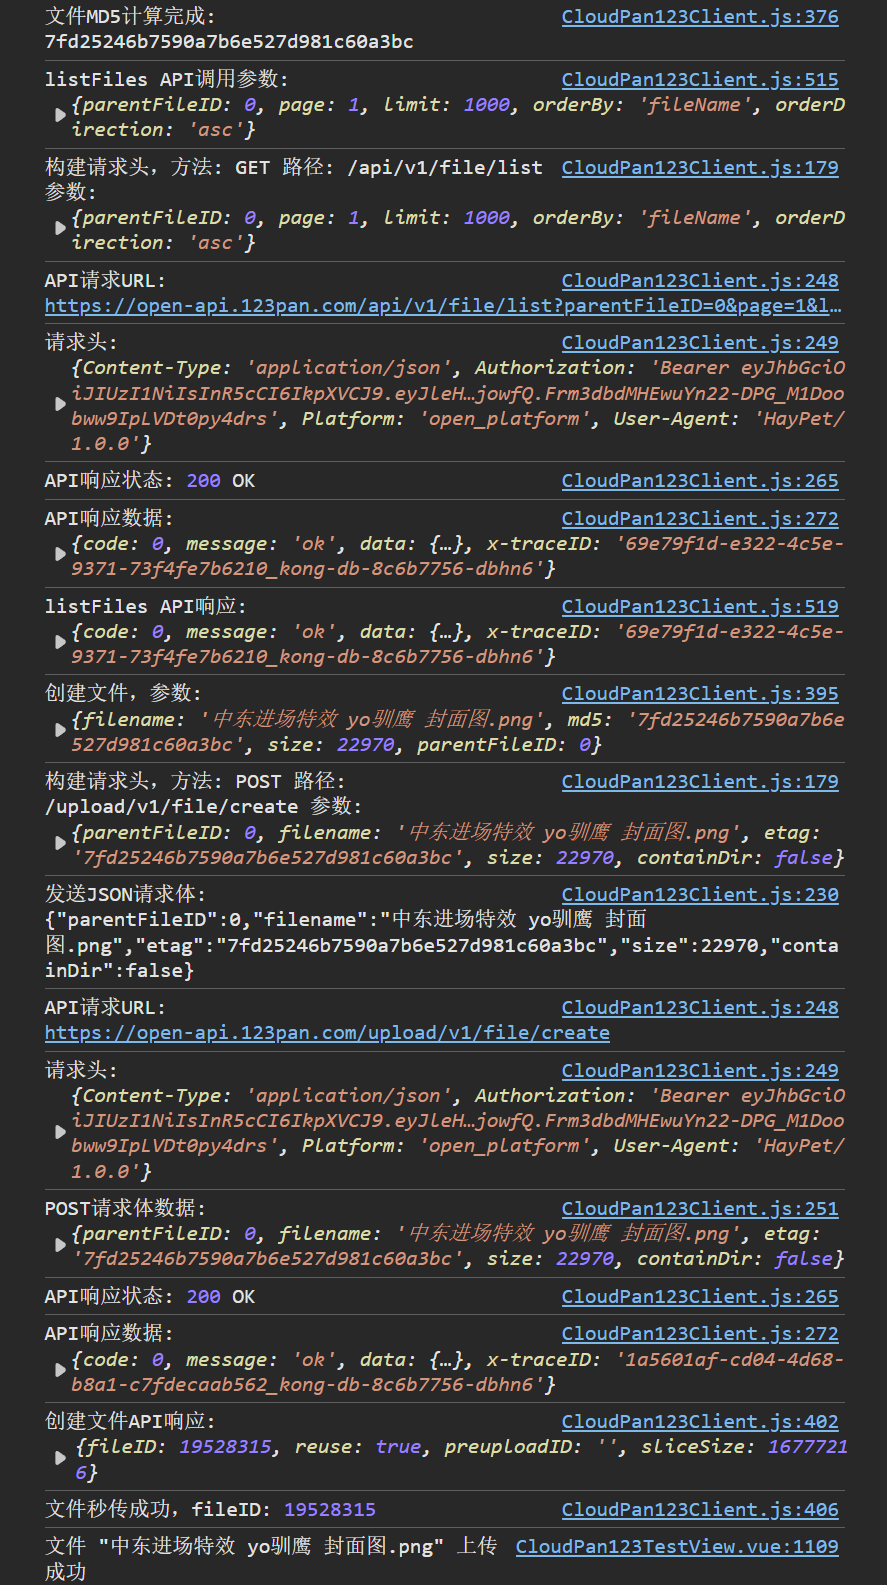 文件MD5计算完成: CloudPan123Client.js:376
7fd25246b7590a7b6e527d981c60a3bc
listFiles API调用参数: CloudPan123Client.js:515
{parentFileID: 0, page: 1, limit: 1000, orderBy: 'fileName', orderD
irection: 'asc'}
构建请求头，方法: GET 路径: /api/v1/file/list CloudPan123Client.js:179
参数:
{parentFileID: 0, page: 1, limit: 1000, orderBy: 'fileName', orderD
irection: 'asc'}
API请求URL: CloudPan123Client.js:248
https://open-api.123pan.com/api/v1/file/list?parentFileID=0&page=1&l…
请求头: CloudPan123Client.js:249
{Content-Type: 'application/json', Authorization: 'Bearer eyJhbGciO
iJIUzI1NiIsInR5cCI6IkpXVCJ9.eyJleH…jowfQ.Frm3dbdMHEwuYn22-DPG_M1Doo
bww9IpLVDt0py4drs', Platform: 'open_platform', User-Agent: 'HayPet/
1.0.0'}
API响应状态: 200 OK CloudPan123Client.js:265
API响应数据: CloudPan123Client.js:272
{code: 0, message: 'ok', data: {…}, x-traceID: '69e79f1d-e322-4c5e-
9371-73f4fe7b6210_kong-db-8c6b7756-dbhn6'}
listFiles API响应: CloudPan123Client.js:519
{code: 0, message: 'ok', data: {…}, x-traceID: '69e79f1d-e322-4c5e-
9371-73f4fe7b6210_kong-db-8c6b7756-dbhn6'}
创建文件，参数: CloudPan123Client.js:395
{filename: '中东进场特效 yo驯鹰 封面图.png', md5: '7fd25246b7590a7b6e
527d981c60a3bc', size: 22970, parentFileID: 0}
构建请求头，方法: POST 路径: CloudPan123Client.js:179
/upload/v1/file/create 参数:
{parentFileID: 0, filename: '中东进场特效 yo驯鹰 封面图.png', etag:
'7fd25246b7590a7b6e527d981c60a3bc', size: 22970, containDir: false}
发送JSON请求体: CloudPan123Client.js:230
{"parentFileID":0,"filename":"中东进场特效 yo驯鹰 封面
图.png","etag":"7fd25246b7590a7b6e527d981c60a3bc","size":22970,"conta
inDir":false}
API请求URL: CloudPan123Client.js:248
https://open-api.123pan.com/upload/v1/file/create
请求头: CloudPan123Client.js:249
{Content-Type: 'application/json', Authorization: 'Bearer eyJhbGciO
iJIUzI1NiIsInR5cCI6IkpXVCJ9.eyJleH…jowfQ.Frm3dbdMHEwuYn22-DPG_M1Doo
bww9IpLVDt0py4drs', Platform: 'open_platform', User-Agent: 'HayPet/
1.0.0'}
POST请求体数据: CloudPan123Client.js:251
{parentFileID: 0, filename: '中东进场特效 yo驯鹰 封面图.png', etag:
'7fd25246b7590a7b6e527d981c60a3bc', size: 22970, containDir: false}
API响应状态: 200 OK CloudPan123Client.js:265
API响应数据: CloudPan123Client.js:272
{code: 0, message: 'ok', data: {…}, x-traceID: '1a5601af-cd04-4d68-
b8a1-c7fdecaab562_kong-db-8c6b7756-dbhn6'}
创建文件API响应: CloudPan123Client.js:402
{fileID: 19528315, reuse: true, preuploadID: '', sliceSize: 1677721
6}
文件秒传成功，fileID: 19528315 CloudPan123Client.js:406
文件 "中东进场特效 yo驯鹰 封面图.png" 上传 CloudPan123TestView.vue:1109
成功